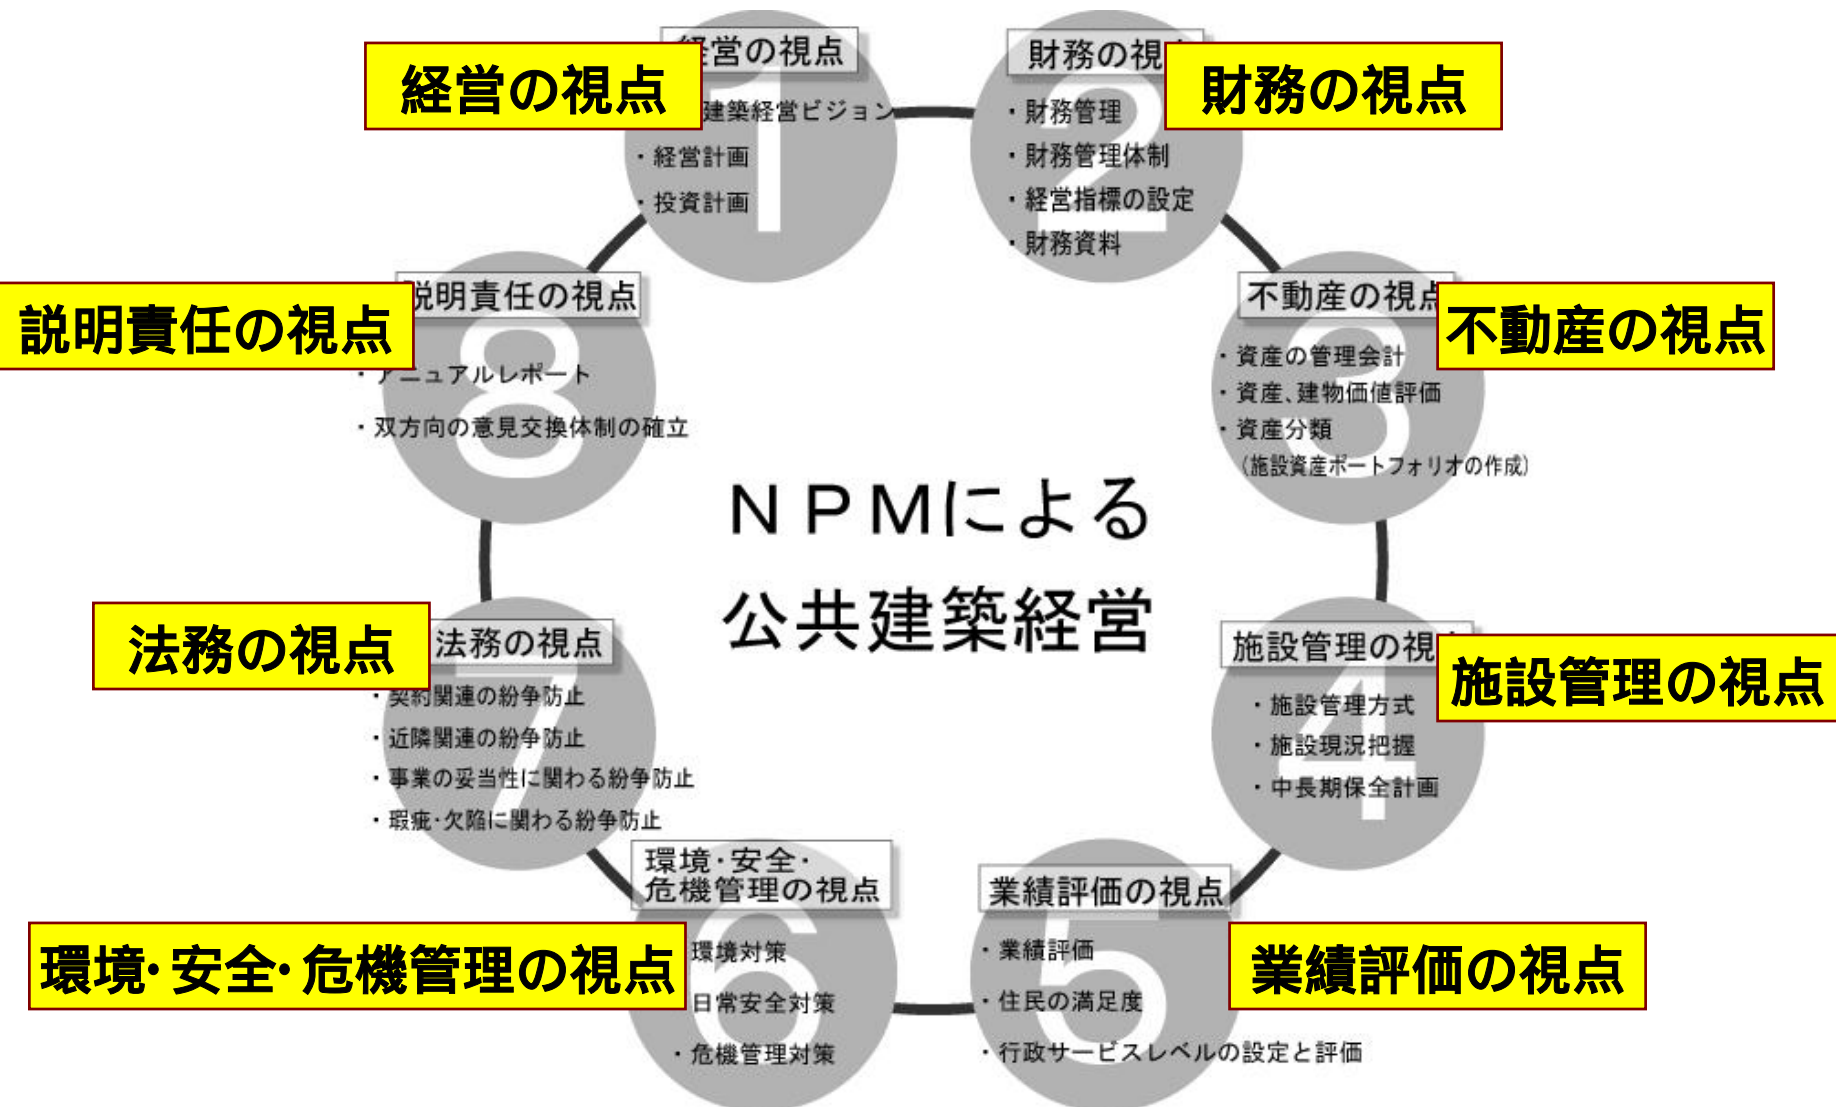 経営の視点
経営の視点
建築経営ビジョン
・経営計画
・投資計画
財務の視
財務の視点
・財務管理
・財務管理体制
・経営指標の設定
・財務資料
不動産の視点
不動産の視点
・資産の管理会計
・資産、建物価値評価
・資産分類
（施設資産ポートフォリオの作成）
施設管理の視
施設管理の視点
・施設管理方式
・施設現況把握
・中長期保全計画
業績評価の視点
業績評価の視点
・業績評価
・住民の満足度
・行政サービスレベルの設定と評価
環境・安全・
危機管理の視点
環境・安全・危機管理の視点
環境対策
日常安全対策
・危機管理対策
法務の視点
法務の視点
・契約関連の紛争防止
・近隣関連の紛争防止
・事業の妥当性に関わる紛争防止
・瑕疵・欠陥に関わる紛争防止
説明責任の視点
説明責任の視点
・アニュアルレポート
・双方向の意見交換体制の確立
ＮＰＭによる
公共建築経営
1
2
3
4
5
6
7
8